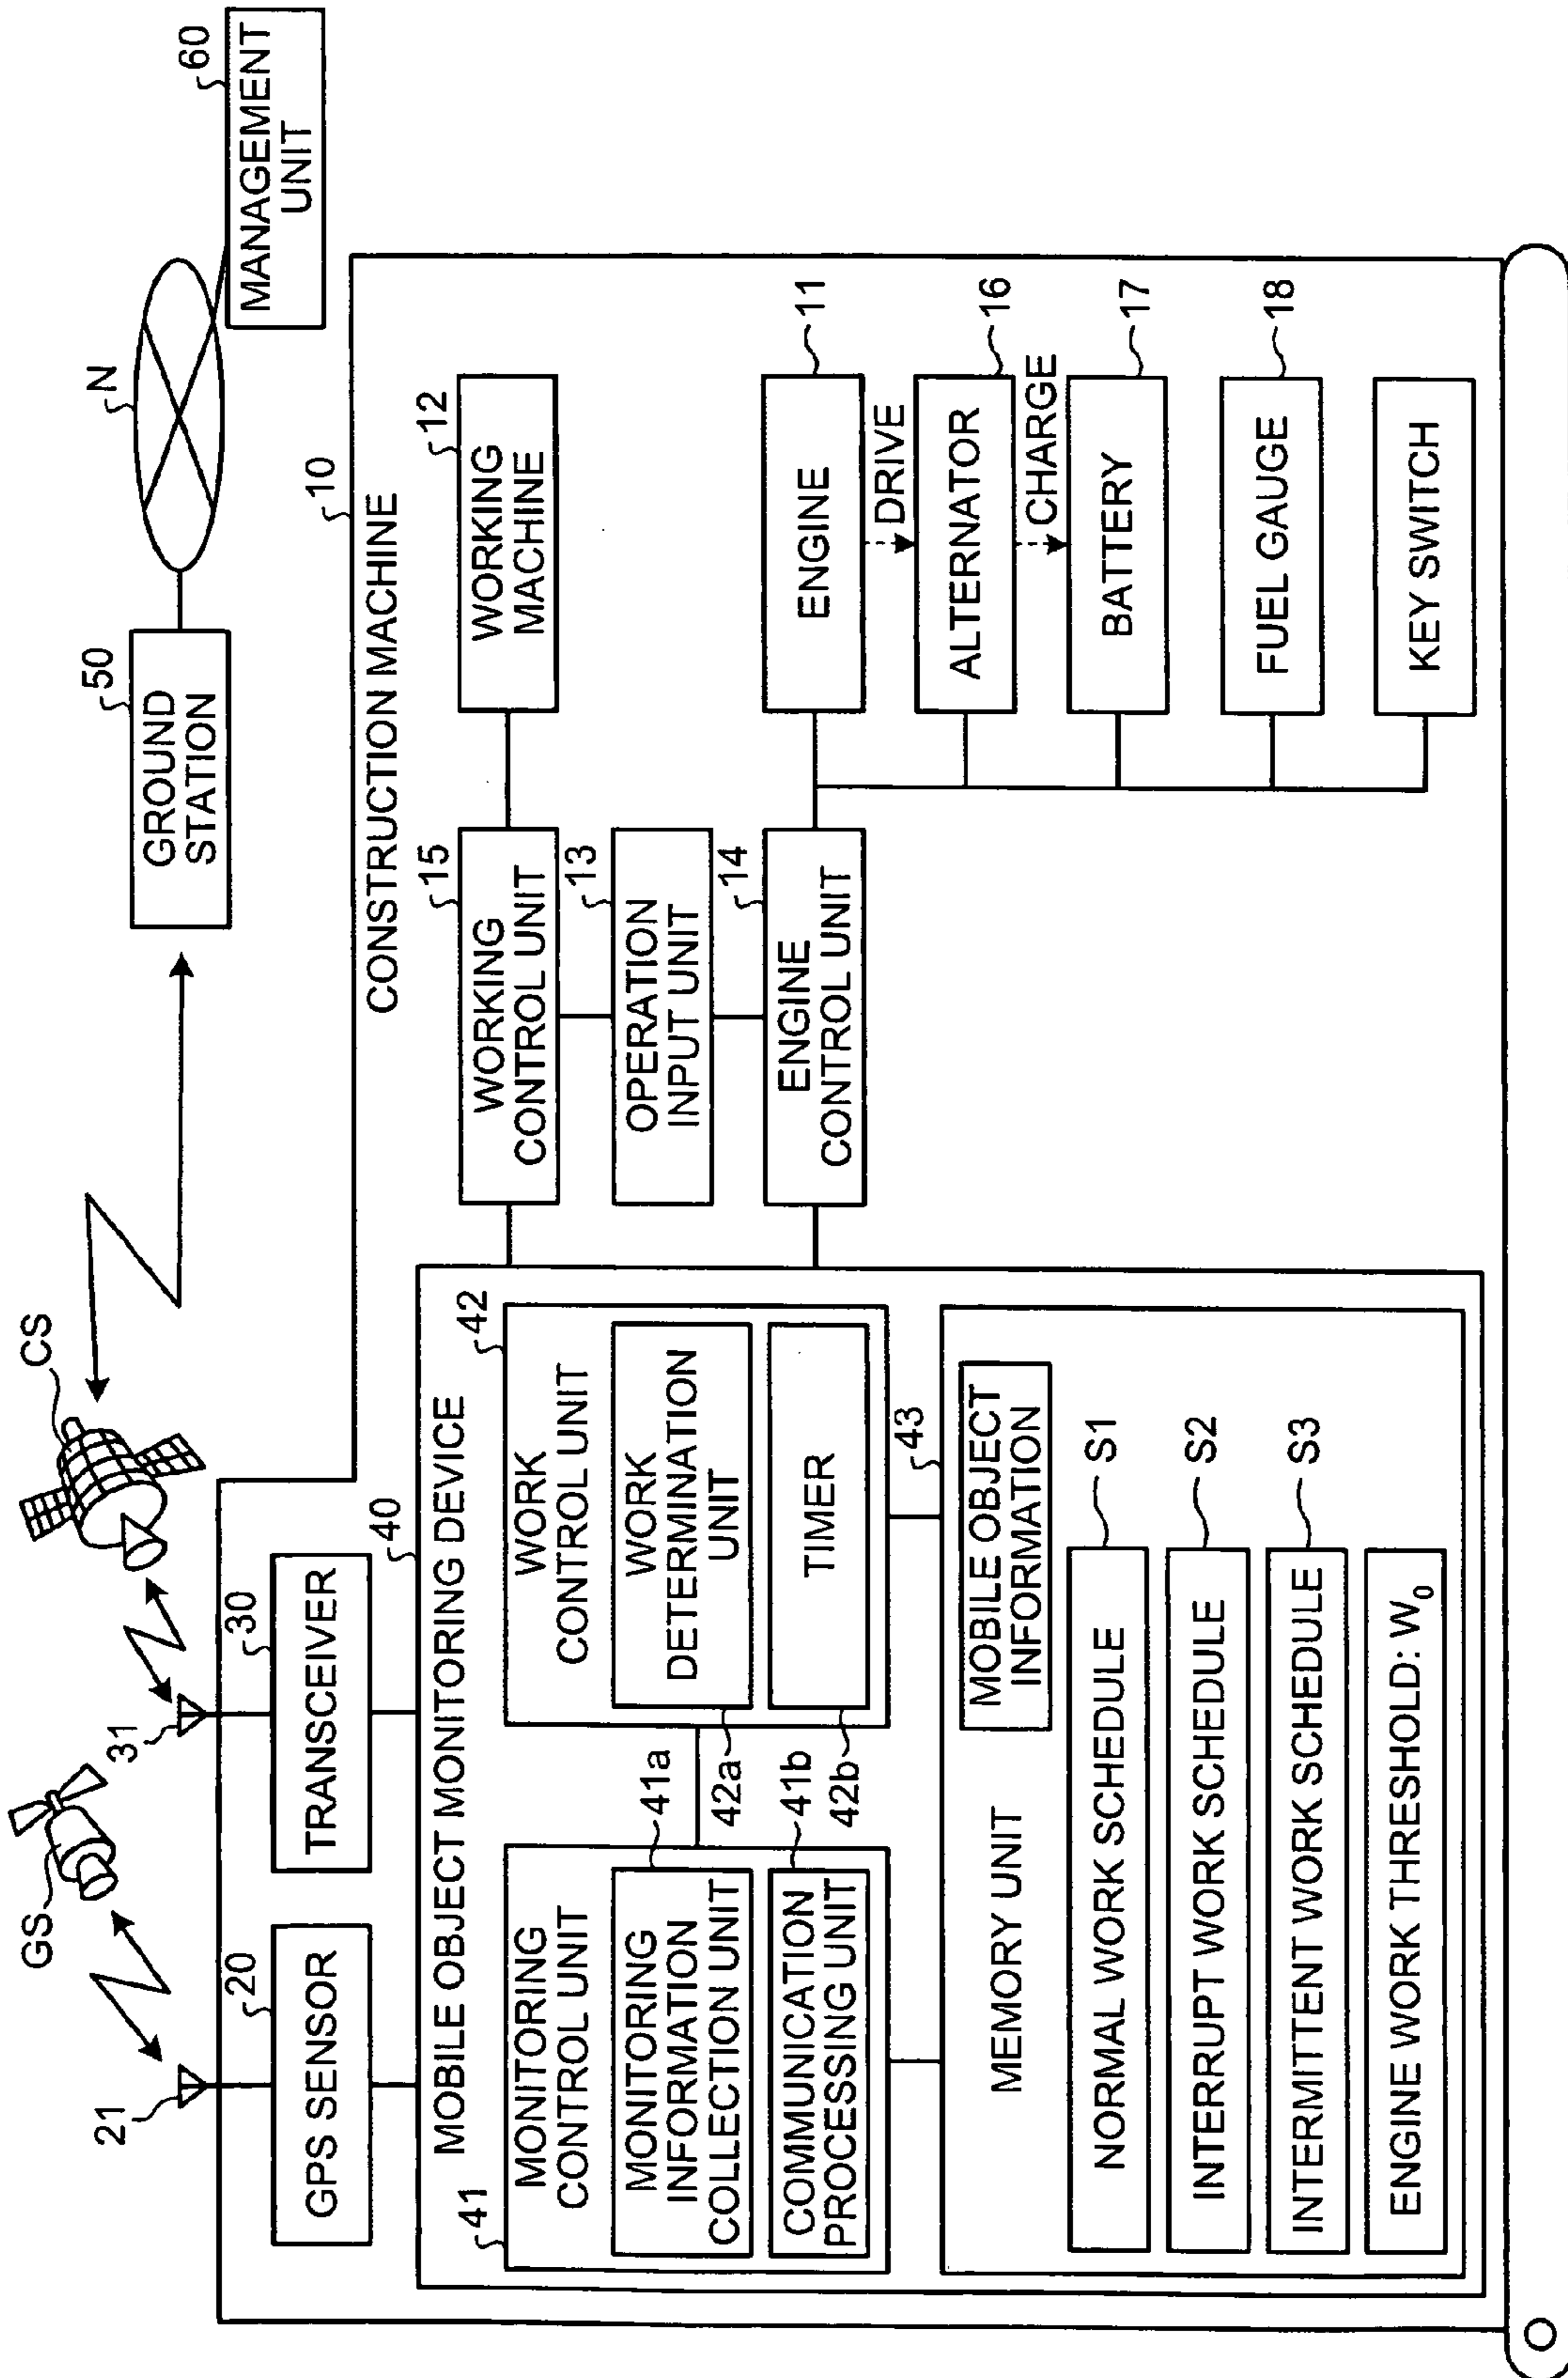 GS
CS
21
31
20
30
GPS SENSOR
TRANSCEIVER
50
GROUND
STATION
N
60
MANAGEMENT
UNIT
10
CONSTRUCTION MACHINE
40
MOBILE OBJECT MONITORING DEVICE
41
MONITORING
CONTROL UNIT
MONITORING
INFORMATION
COLLECTION UNIT
41a
COMMUNICATION
PROCESSING UNIT
41b
42
WORK
CONTROL UNIT
WORK
DETERMINATION
UNIT
42a
TIMER
42b
43
MEMORY UNIT
MOBILE OBJECT
INFORMATION
NORMAL WORK SCHEDULE
S1
INTERRUPT WORK SCHEDULE
S2
INTERMITTENT WORK SCHEDULE
S3
ENGINE WORK THRESHOLD: W₀
15
WORKING
CONTROL UNIT
13
OPERATION
INPUT UNIT
14
ENGINE
CONTROL UNIT
12
WORKING
MACHINE
ENGINE
11
DRIVE
ALTERNATOR
16
CHARGE
BATTERY
17
FUEL GAUGE
18
KEY SWITCH